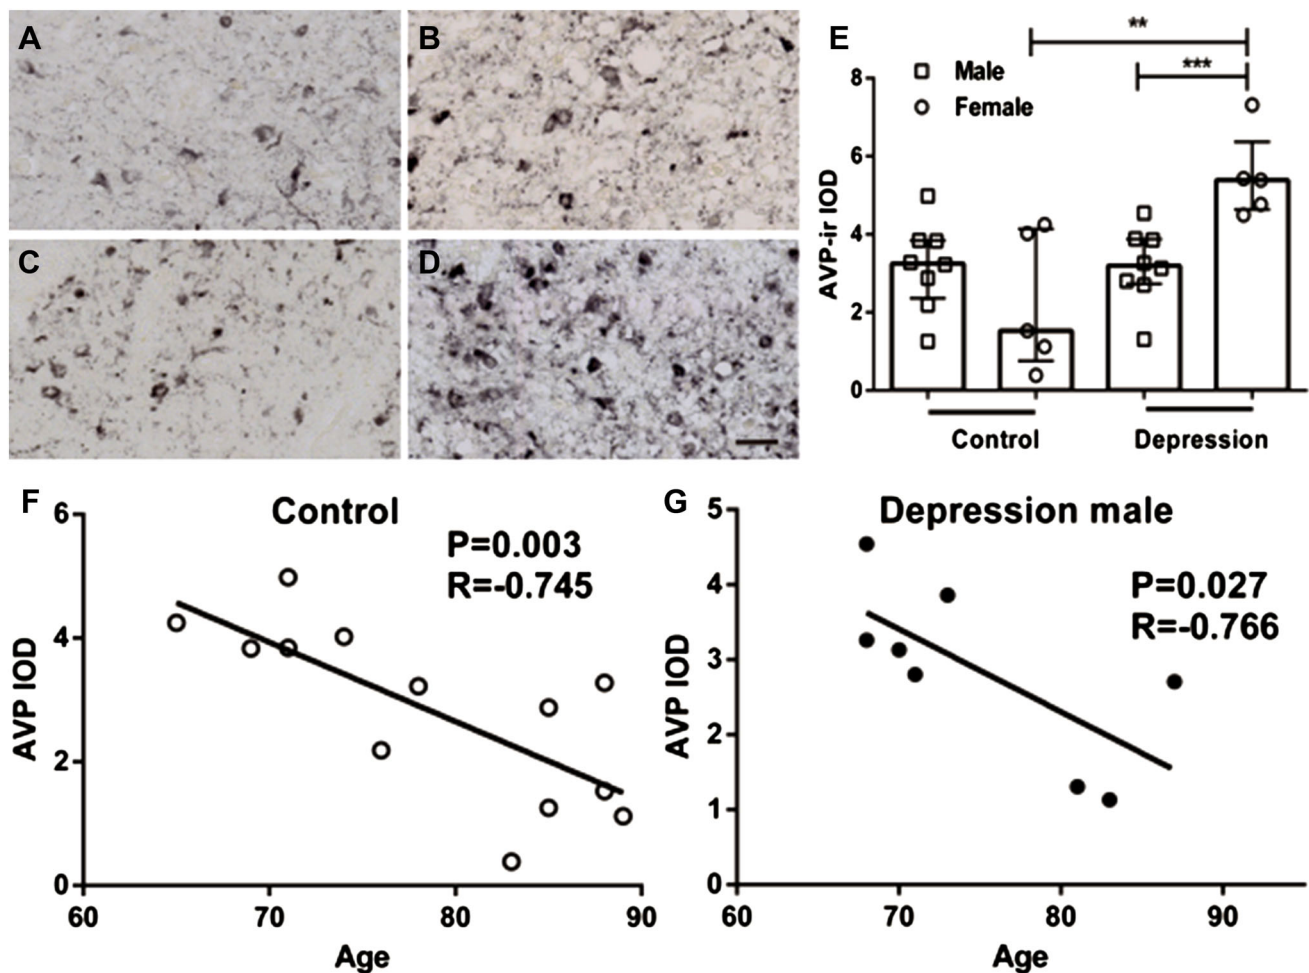 A
B
C
D
E
**
***
Male
Female
8
6
4
2
0
AVP-ir IOD
Control
Depression
F
Control
P=0.003
R=-0.745
6
4
2
0
AVP IOD
60
70
80
90
Age
G
Depression male
P=0.027
R=-0.766
5
4
3
2
1
0
AVP IOD
60
70
80
90
Age